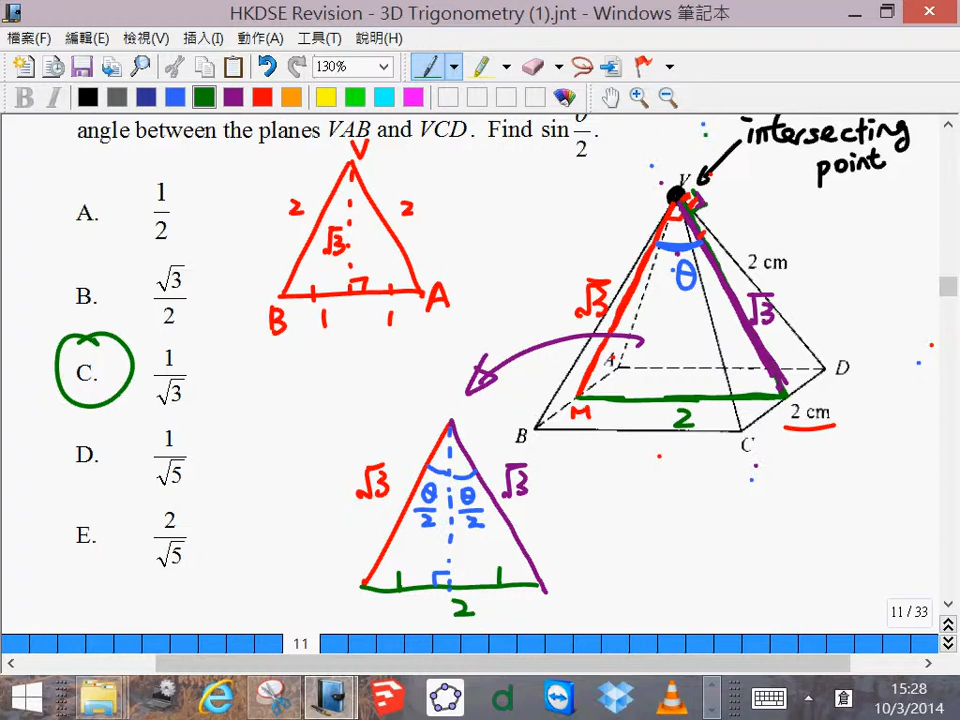 HKDSE Revision - 3D Trigonometry (1).jnt - Windows 筆記本
檔案(F) 編輯(E) 檢視(V) 插入(I) 動作(A) 工具(T) 說明(H)
130%
B I
angle between the planes VAB and VCD. Find sin θ/2.
A. 1/2
B. √3/2
C. 1/√3
D. 1/√5
E. 2/√5
V
2 2
√3
B 1 1 A
intersecting
point
V
θ
2 cm
√3 √3
A D
M 2 2 cm
B C
√3 θ/2 θ/2 √3
2
11 / 33
11
15:28
10/3/2014
倉
d